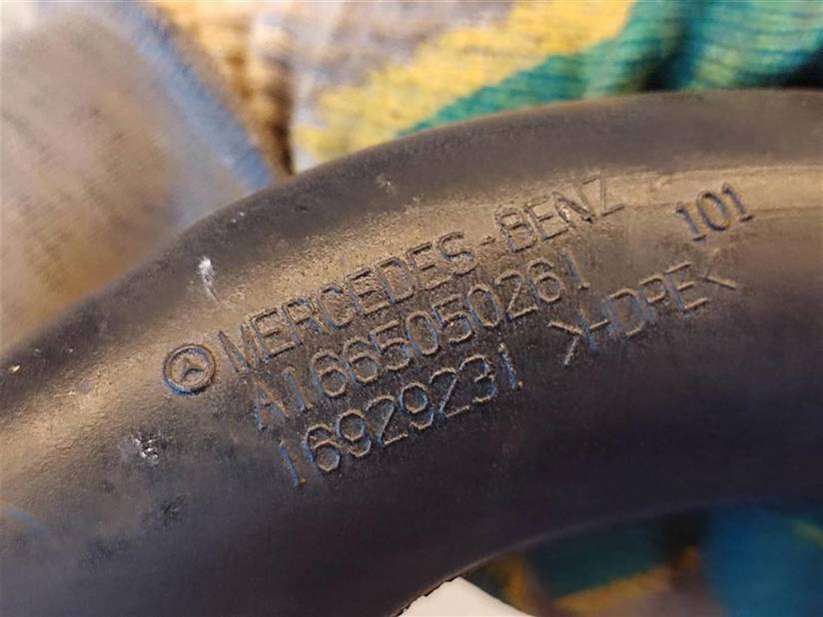 MERCEDES-BENZ 101
A1665050261
16929231 >HDPE<